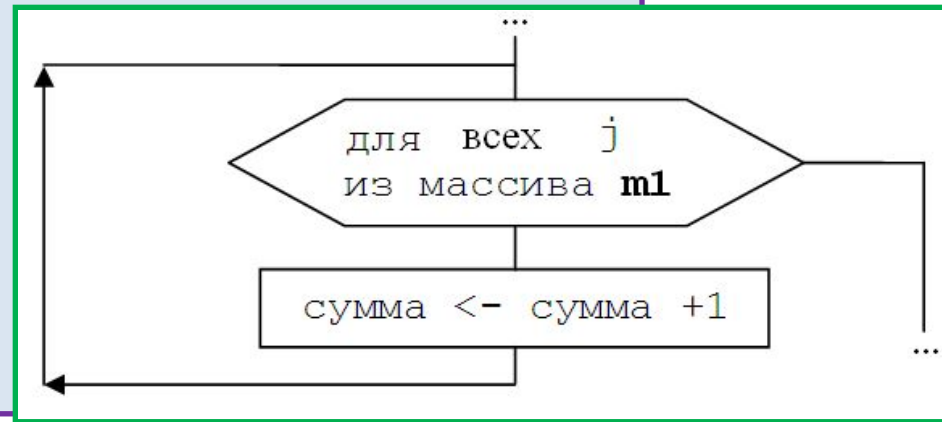 ...
для всех j
из массива m1
сумма <- сумма +1
...